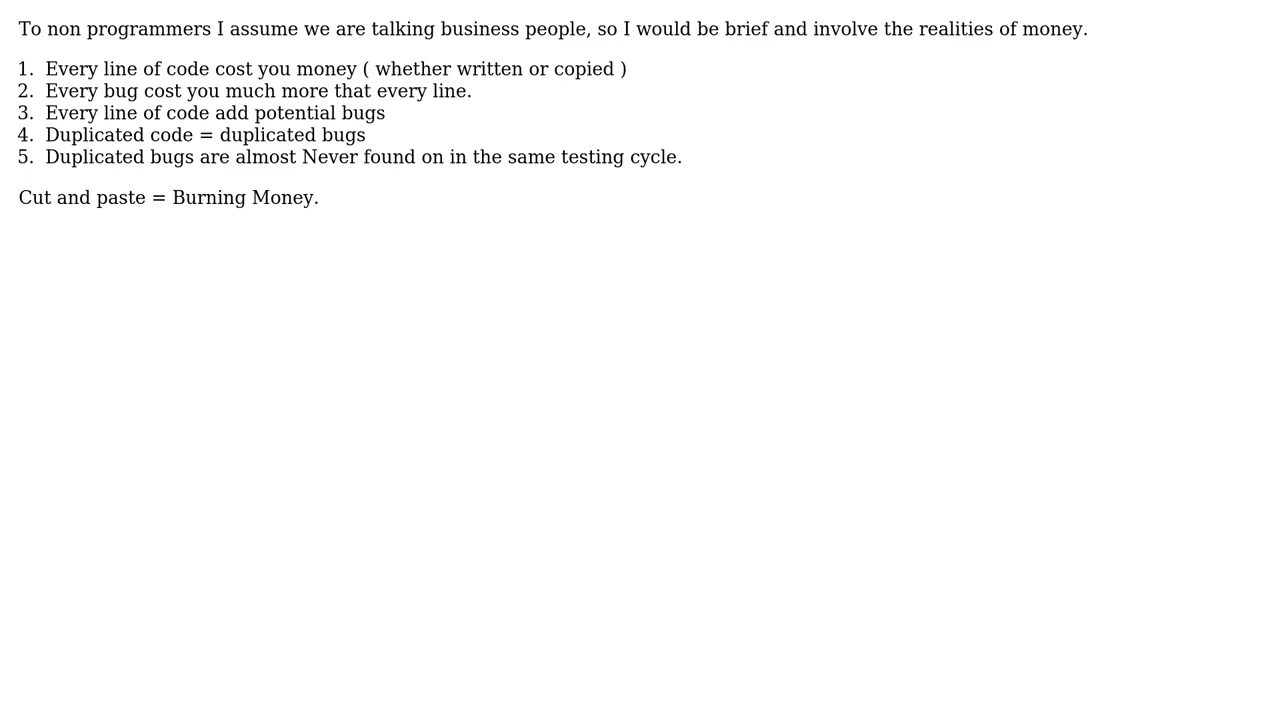 To non programmers I assume we are talking business people, so I would be brief and involve the realities of money.
1. Every line of code cost you money ( whether written or copied )
2. Every bug cost you much more that every line.
3. Every line of code add potential bugs
4. Duplicated code = duplicated bugs
5. Duplicated bugs are almost Never found on in the same testing cycle.
Cut and paste = Burning Money.